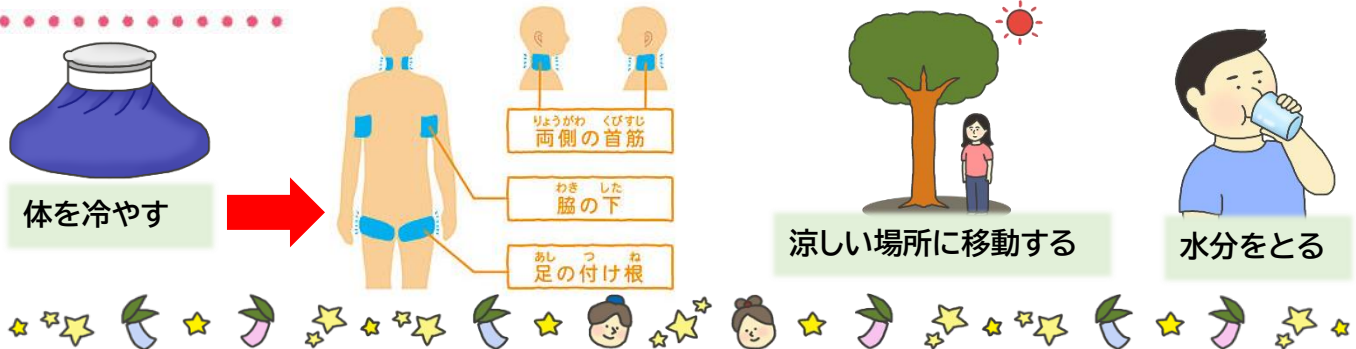 体を冷やす
りょうがわ くびすじ
両側の首筋
わき した
脇の下
あし つ ね
足の付け根
涼しい場所に移動する
水分をとる